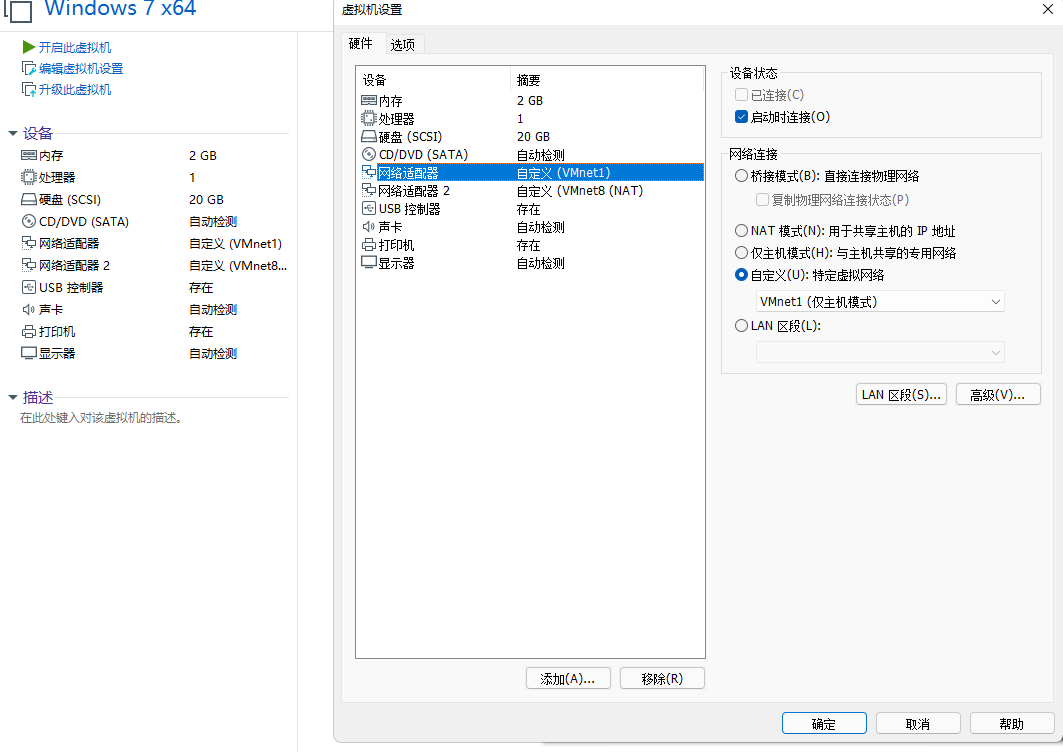 Windows 7 x64
开启此虚拟机
编辑虚拟机设置
升级此虚拟机
设备
内存 2 GB
处理器 1
硬盘 (SCSI) 20 GB
CD/DVD (SATA) 自动检测
网络适配器 自定义 (VMnet1)
网络适配器 2 自定义 (VMnet8...
USB 控制器 存在
声卡 自动检测
打印机 存在
显示器 自动检测
描述
在此处键入对该虚拟机的描述。
虚拟机设置
硬件 选项
设备 摘要
内存 2 GB
处理器 1
硬盘 (SCSI) 20 GB
CD/DVD (SATA) 自动检测
网络适配器 自定义 (VMnet1)
网络适配器 2 自定义 (VMnet8 (NAT)
USB 控制器 存在
声卡 自动检测
打印机 存在
显示器 自动检测
添加(A)... 移除(R)
设备状态
已连接(C)
启动时连接(O)
网络连接
桥接模式(B): 直接连接物理网络
复制物理网络连接状态(P)
NAT 模式(N): 用于共享主机的 IP 地址
仅主机模式(H): 与主机共享的专用网络
自定义(U): 特定虚拟网络
VMnet1 (仅主机模式)
LAN 区段(L):
LAN 区段(S)... 高级(V)...
确定 取消 帮助